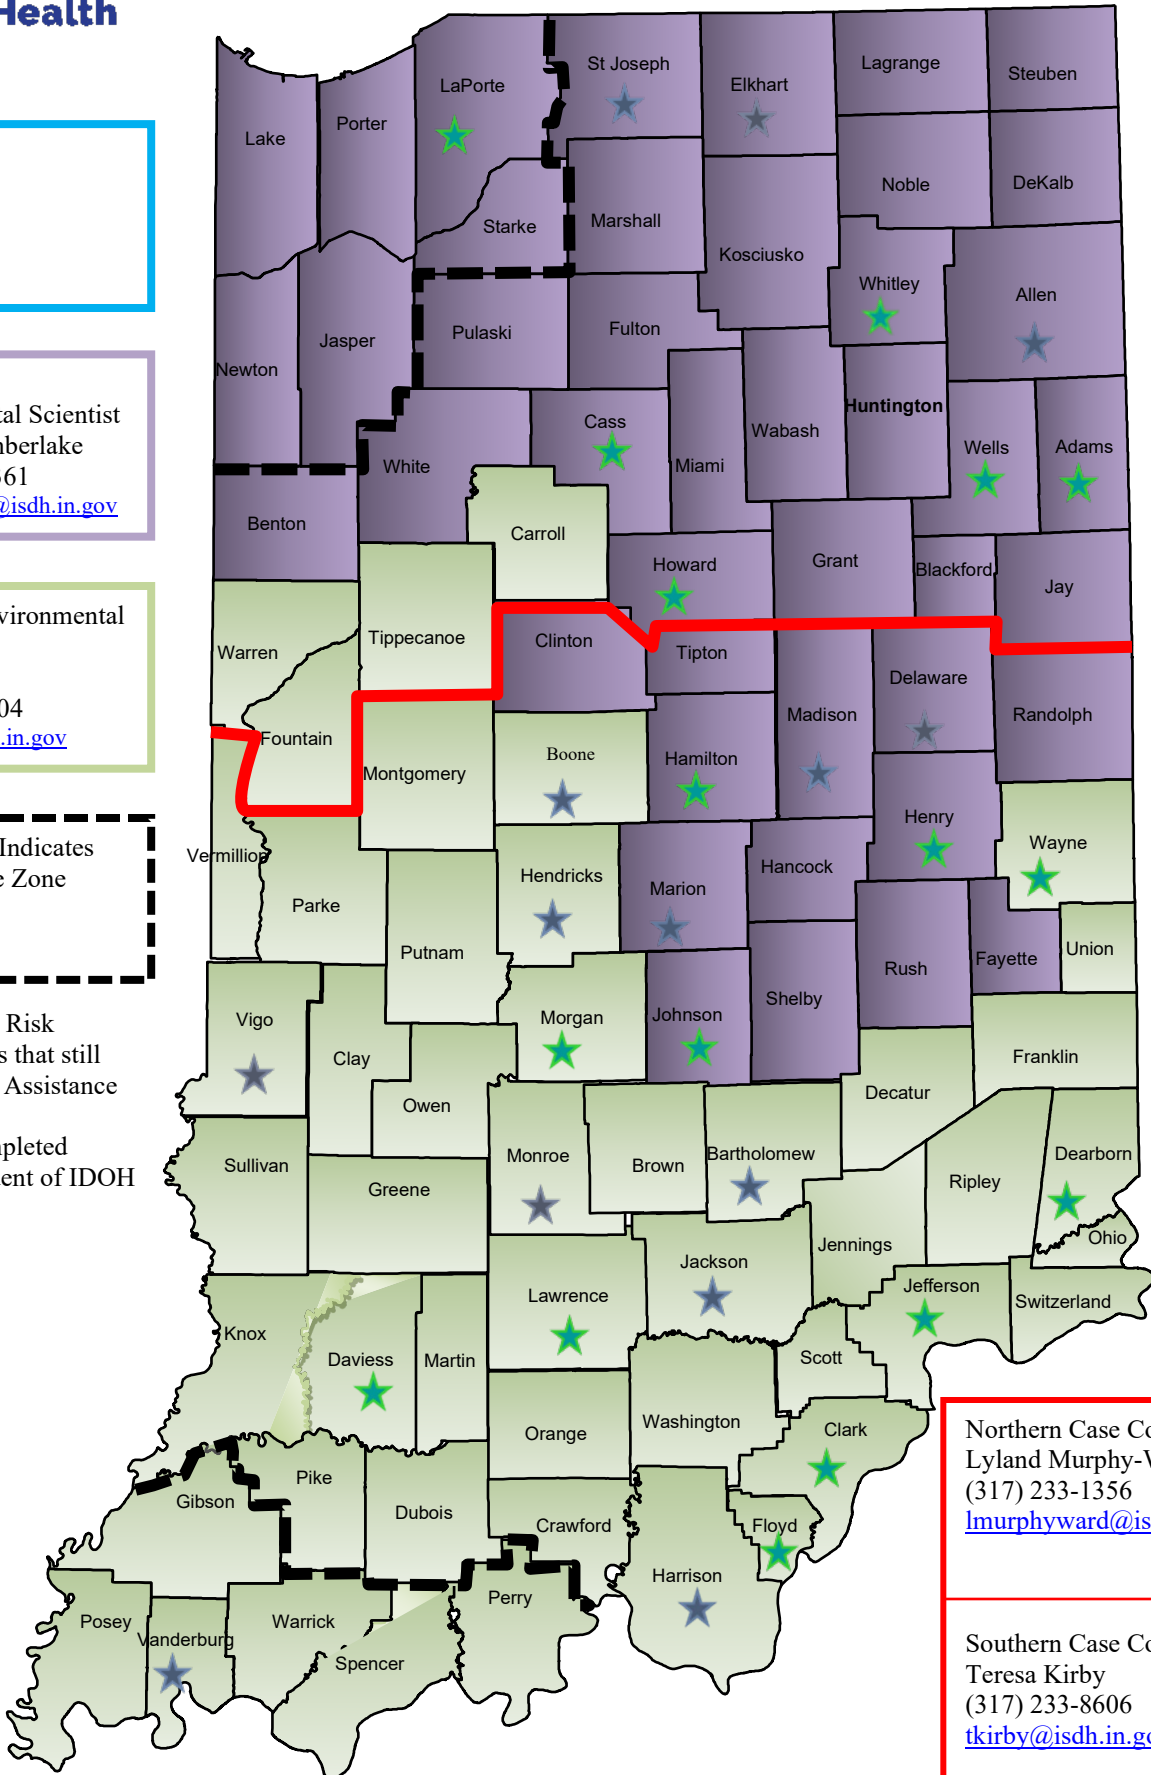 Health
tal Scientist
mberlake
661
@isdh.in.gov
vironmental
04
.in.gov
Indicates
e Zone
Risk
s that still
Assistance
mpleted
ent of IDOH
Lake
Porter
LaPorte
St Joseph
Elkhart
Lagrange
Steuben
Noble
DeKalb
Starke
Marshall
Kosciusko
Whitley
Allen
Newton
Jasper
Pulaski
Fulton
Huntington
Wabash
Miami
Cass
White
Wells
Adams
Benton
Carroll
Howard
Grant
Blackford
Jay
Warren
Tippecanoe
Clinton
Tipton
Delaware
Madison
Randolph
Fountain
Montgomery
Boone
Hamilton
Henry
Wayne
Vermillion
Parke
Putnam
Hendricks
Marion
Hancock
Rush
Fayette
Union
Vigo
Clay
Morgan
Johnson
Shelby
Franklin
Owen
Decatur
Sullivan
Greene
Monroe
Brown
Bartholomew
Ripley
Dearborn
Ohio
Jennings
Jackson
Lawrence
Jefferson
Switzerland
Knox
Daviess
Martin
Scott
Orange
Washington
Clark
Gibson
Pike
Dubois
Crawford
Floyd
Harrison
Perry
Posey
Vanderburg
Warrick
Spencer
Northern Case Co
Lyland Murphy-W
(317) 233-1356
lmurphyward@is
Southern Case Co
Teresa Kirby
(317) 233-8606
tkirby@isdh.in.go